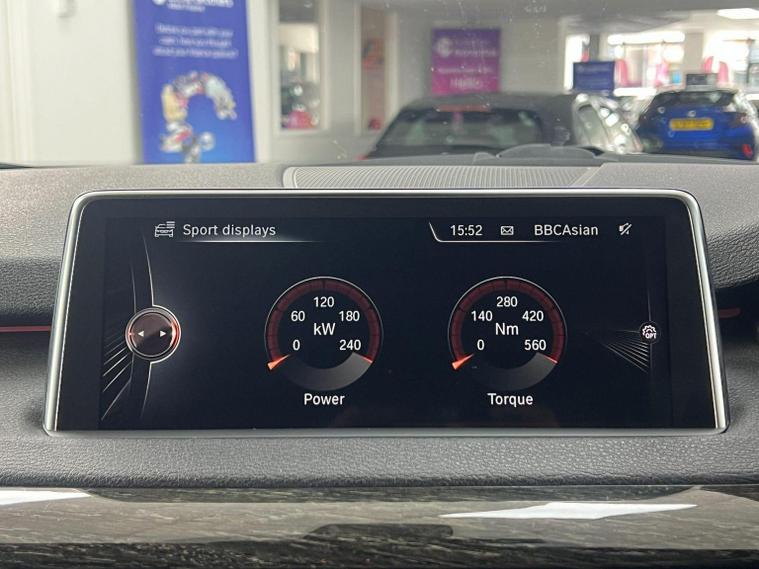 Sport displays
15:52
BBCAsian
120
60 180
kW
0 240
Power
280
140 420
Nm
0 560
Torque
OPT